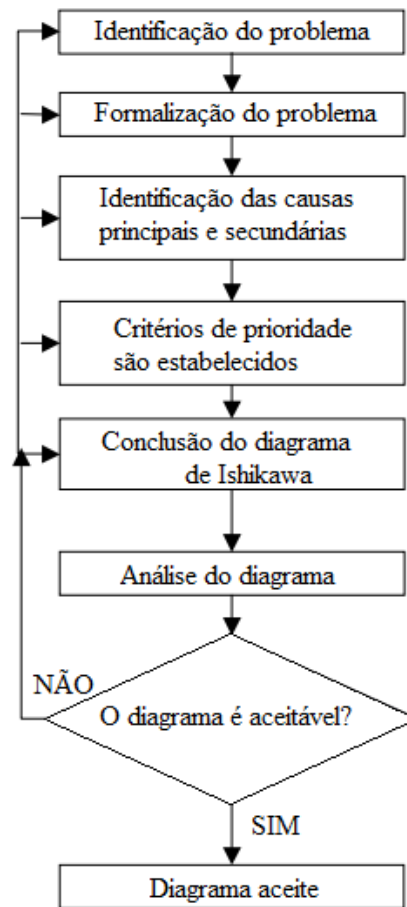 Identificação do problema
Formalização do problema
Identificação das causas
principais e secundárias
Critérios de prioridade
são estabelecidos
Conclusão do diagrama
de Ishikawa
Análise do diagrama
NÃO
O diagrama é aceitável?
SIM
Diagrama aceite